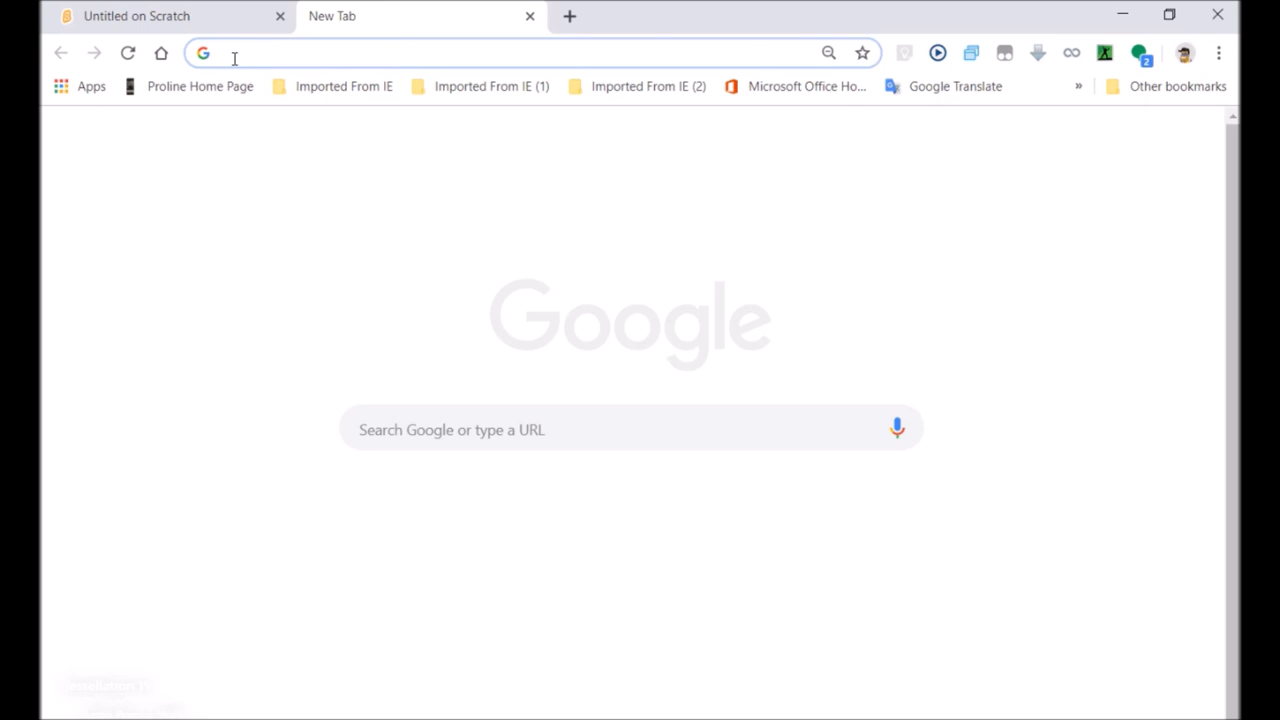 Untitled on Scratch
New Tab
2
Apps
Proline Home Page
Imported From IE
Imported From IE (1)
Imported From IE (2)
Microsoft Office Ho...
Google Translate
»
Other bookmarks
Google
Search Google or type a URL